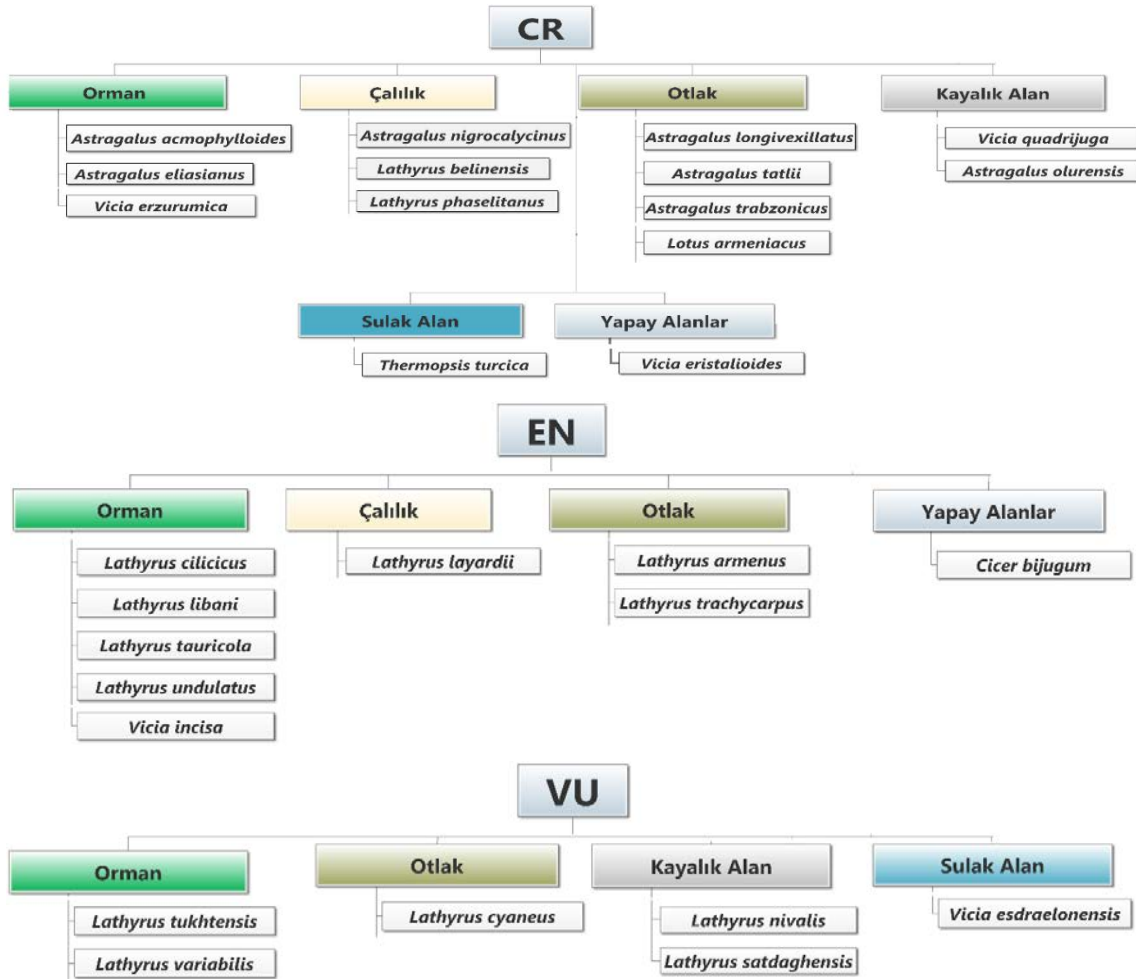 CR
Orman
Astragalus acmophylloides
Astragalus eliasianus
Vicia erzurumica
Çalılık
Astragalus nigrocalycinus
Lathyrus belinensis
Lathyrus phaselitanus
Otlak
Astragalus longivexillatus
Astragalus tatlii
Astragalus trabzonicus
Lotus armeniacus
Kayalık Alan
Vicia quadrijuga
Astragalus olurensis
Sulak Alan
Thermopsis turcica
Yapay Alanlar
Vicia eristalioides
EN
Orman
Lathyrus cilicicus
Lathyrus libani
Lathyrus tauricola
Lathyrus undulatus
Vicia incisa
Çalılık
Lathyrus layardii
Otlak
Lathyrus armenus
Lathyrus trachycarpus
Yapay Alanlar
Cicer bijugum
VU
Orman
Lathyrus tukhtensis
Lathyrus variabilis
Otlak
Lathyrus cyaneus
Kayalık Alan
Lathyrus nivalis
Lathyrus satdaghensis
Sulak Alan
Vicia esdraelonensis